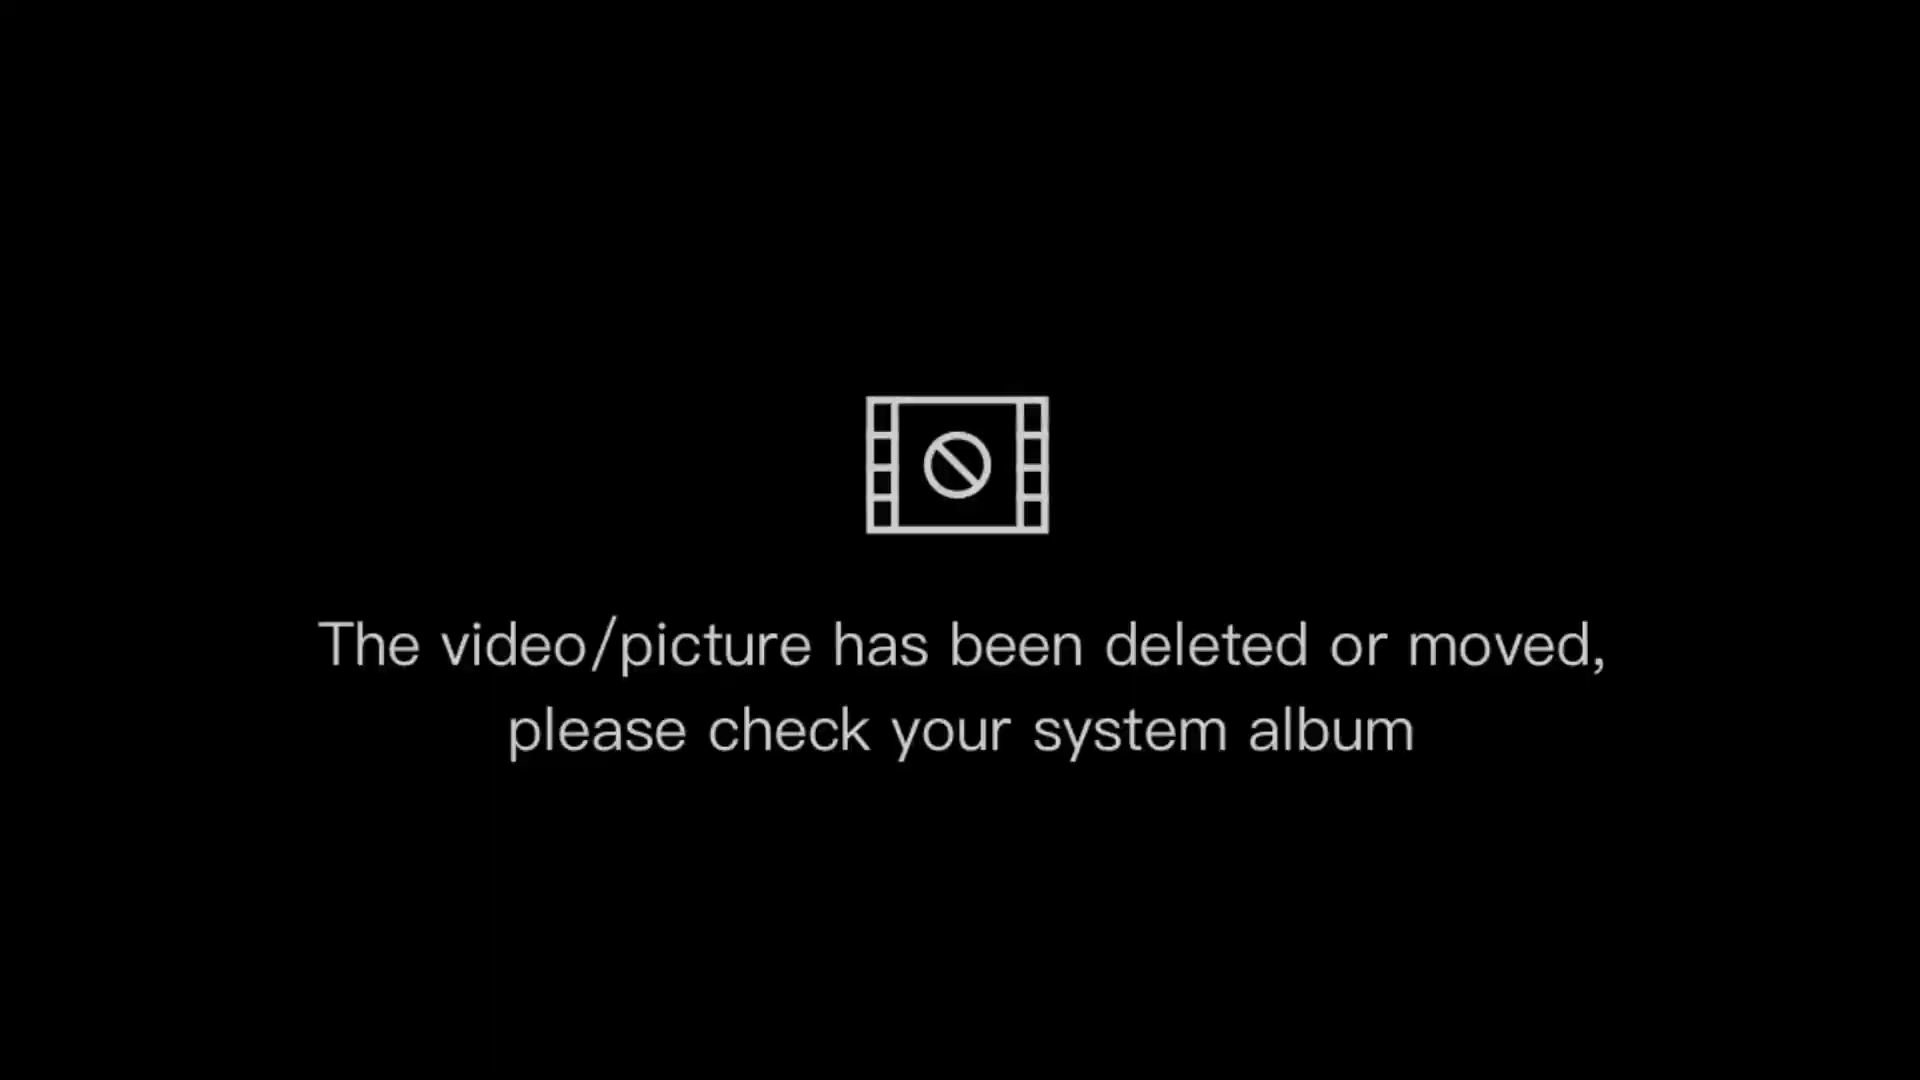 The video/picture has been deleted or moved,
please check your system album